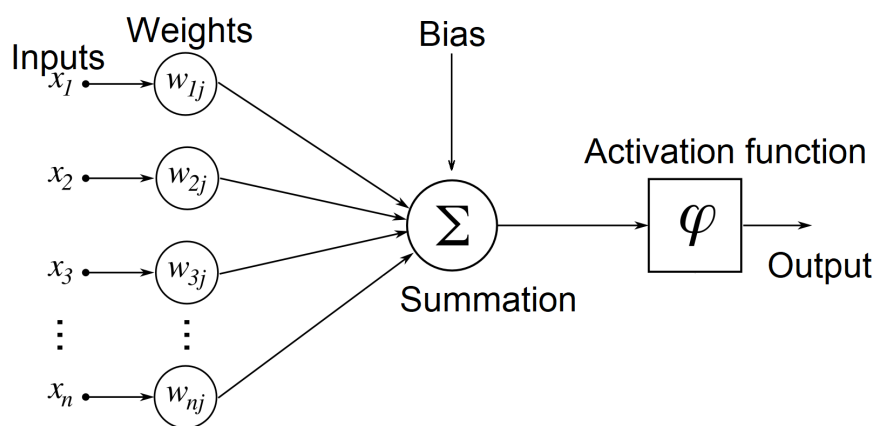 Weights
Bias
Inputs
x1 w1j
Activation function
x2 w2j
Σ φ
x3 w3j
Output
Summation
⋮ ⋮
xn wnj